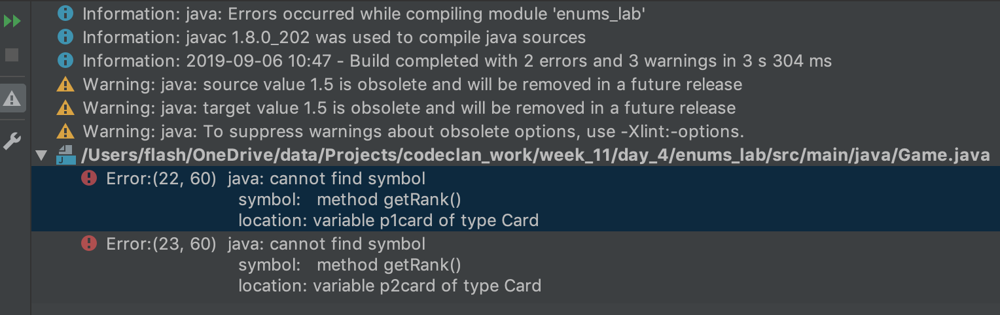 Information: java: Errors occurred while compiling module 'enums_lab'
Information: javac 1.8.0_202 was used to compile java sources
Information: 2019-09-06 10:47 - Build completed with 2 errors and 3 warnings in 3 s 304 ms
Warning: java: source value 1.5 is obsolete and will be removed in a future release
Warning: java: target value 1.5 is obsolete and will be removed in a future release
Warning: java: To suppress warnings about obsolete options, use -Xlint:-options.
/Users/flash/OneDrive/data/Projects/codeclan_work/week_11/day_4/enums_lab/src/main/java/Game.java
Error:(22, 60) java: cannot find symbol
symbol: method getRank()
location: variable p1card of type Card
Error:(23, 60) java: cannot find symbol
symbol: method getRank()
location: variable p2card of type Card